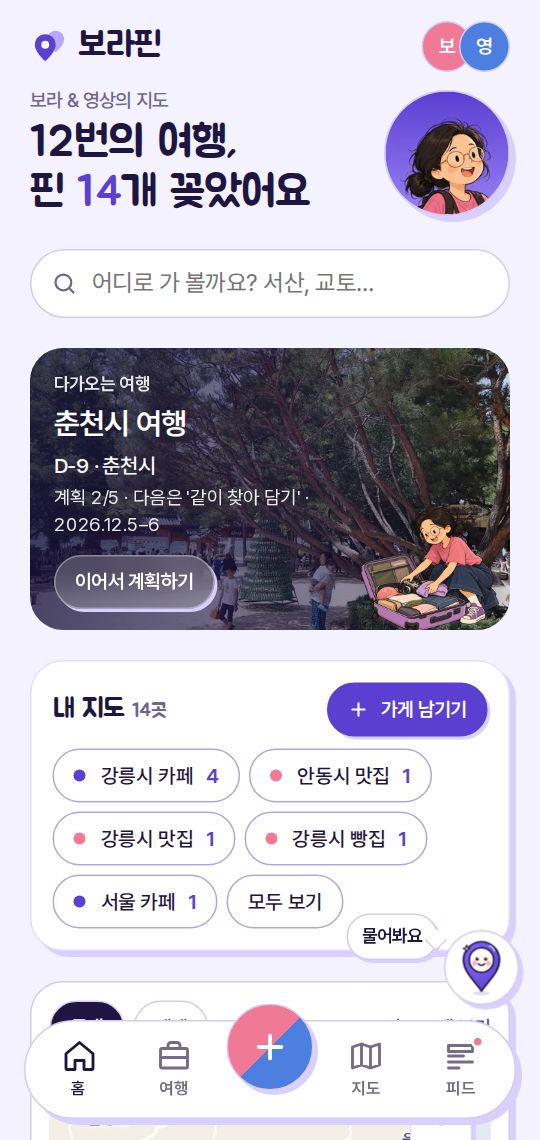 보라핀
보 영
보라 & 영상의 지도
12번의 여행,
핀 14개 꽂았어요
어디로 가 볼까요? 서산, 교토...
다가오는 여행
춘천시 여행
D-9 · 춘천시
계획 2/5 · 다음은 '같이 찾아 담기' ·
2026.12.5–6
이어서 계획하기
내 지도 14곳
+ 가게 남기기
강릉시 카페 4
안동시 맛집 1
강릉시 맛집 1
강릉시 빵집 1
서울 카페 1
모두 보기
물어봐요
홈
여행
지도
피드